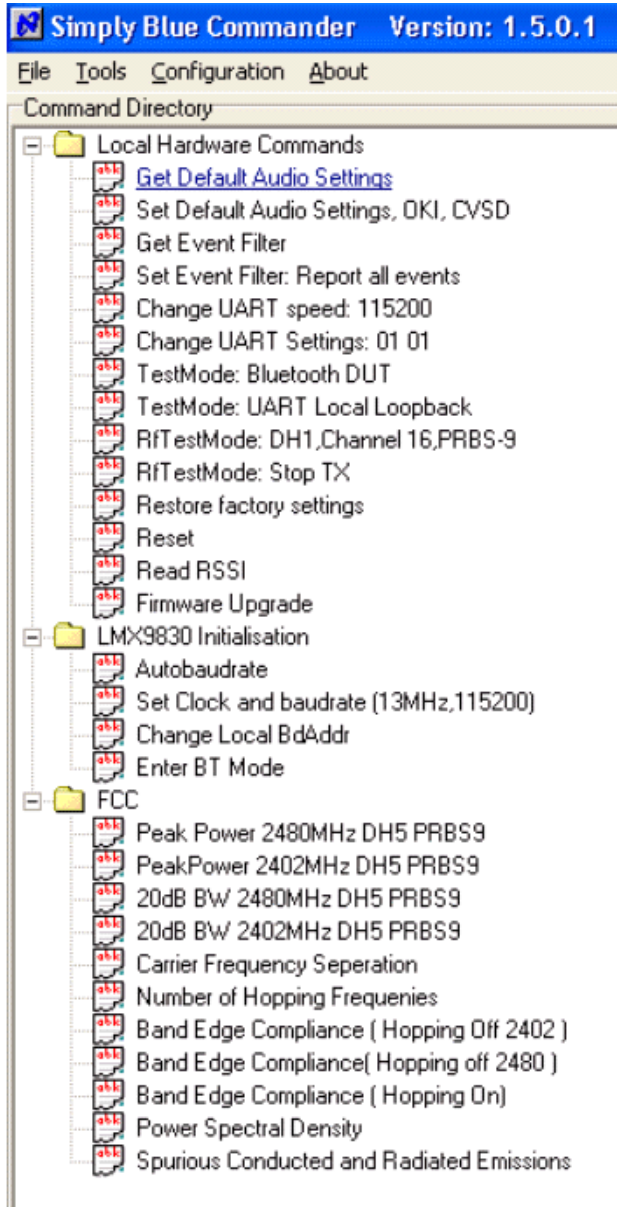 Simply Blue Commander Version: 1.5.0.1
File Tools Configuration About
Command Directory
Local Hardware Commands
Get Default Audio Settings
Set Default Audio Settings, OKI, CVSD
Get Event Filter
Set Event Filter: Report all events
Change UART speed: 115200
Change UART Settings: 01 01
TestMode: Bluetooth DUT
TestMode: UART Local Loopback
RfTestMode: DH1,Channel 16,PRBS-9
RfTestMode: Stop TX
Restore factory settings
Reset
Read RSSI
Firmware Upgrade
LMX9830 Initialisation
Autobaudrate
Set Clock and baudrate (13MHz,115200)
Change Local BdAddr
Enter BT Mode
FCC
Peak Power 2480MHz DH5 PRBS9
PeakPower 2402MHz DH5 PRBS9
20dB BW 2480MHz DH5 PRBS9
20dB BW 2402MHz DH5 PRBS9
Carrier Frequency Seperation
Number of Hopping Frequenies
Band Edge Compliance ( Hopping Off 2402 )
Band Edge Compliance( Hopping off 2480 )
Band Edge Compliance ( Hopping On)
Power Spectral Density
Spurious Conducted and Radiated Emissions